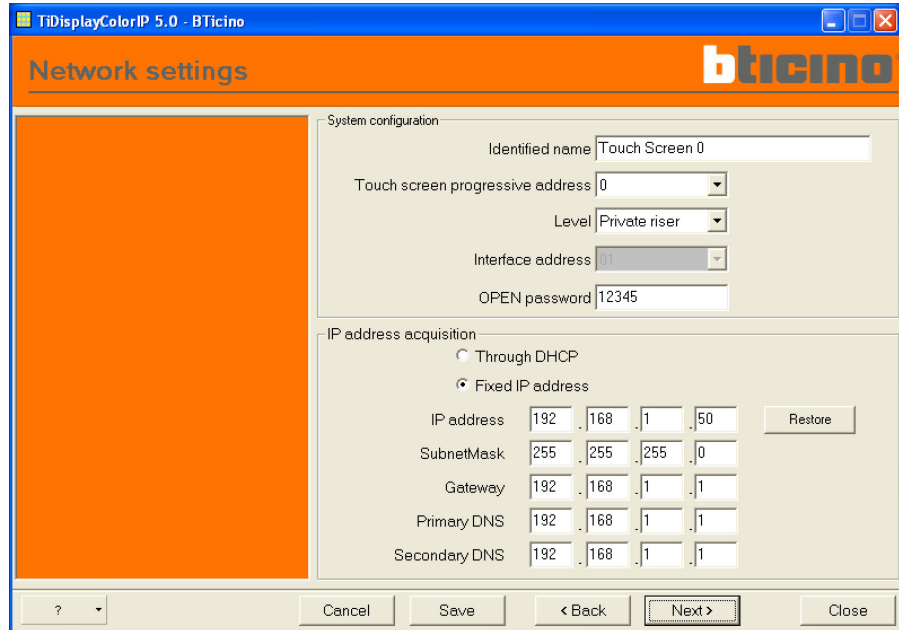 TiDisplayColorIP 5.0 - BTicino
Network settings
bticino
System configuration
Identified name Touch Screen 0
Touch screen progressive address 0
Level Private riser
Interface address 01
OPEN password 12345
IP address acquisition
Through DHCP
Fixed IP address
IP address 192 . 168 . 1 . 50 Restore
SubnetMask 255 . 255 . 255 . 0
Gateway 192 . 168 . 1 . 1
Primary DNS 192 . 168 . 1 . 1
Secondary DNS 192 . 168 . 1 . 1
? Cancel Save < Back Next > Close